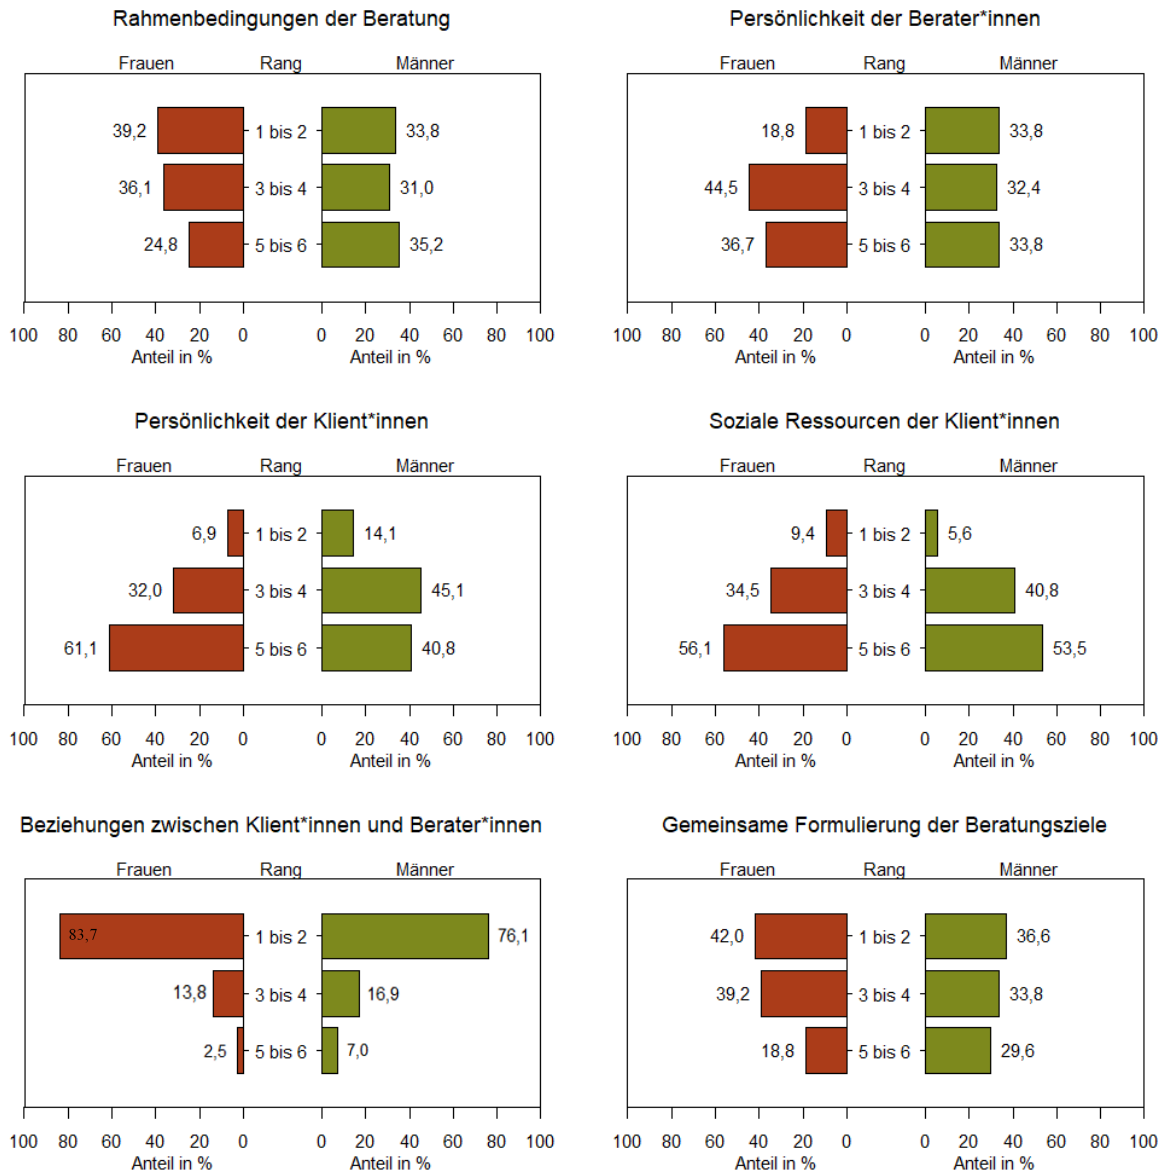 Rahmenbedingungen der Beratung
Frauen Rang Männer
39,2 1 bis 2 33,8
36,1 3 bis 4 31,0
24,8 5 bis 6 35,2
100 80 60 40 20 0 0 20 40 60 80 100
Anteil in % Anteil in %
Persönlichkeit der Berater*innen
Frauen Rang Männer
18,8 1 bis 2 33,8
44,5 3 bis 4 32,4
36,7 5 bis 6 33,8
100 80 60 40 20 0 0 20 40 60 80 100
Anteil in % Anteil in %
Persönlichkeit der Klient*innen
Frauen Rang Männer
6,9 1 bis 2 14,1
32,0 3 bis 4 45,1
61,1 5 bis 6 40,8
100 80 60 40 20 0 0 20 40 60 80 100
Anteil in % Anteil in %
Soziale Ressourcen der Klient*innen
Frauen Rang Männer
9,4 1 bis 2 5,6
34,5 3 bis 4 40,8
56,1 5 bis 6 53,5
100 80 60 40 20 0 0 20 40 60 80 100
Anteil in % Anteil in %
Beziehungen zwischen Klient*innen und Berater*innen
Frauen Rang Männer
83,7 1 bis 2 76,1
13,8 3 bis 4 16,9
2,5 5 bis 6 7,0
100 80 60 40 20 0 0 20 40 60 80 100
Anteil in % Anteil in %
Gemeinsame Formulierung der Beratungsziele
Frauen Rang Männer
42,0 1 bis 2 36,6
39,2 3 bis 4 33,8
18,8 5 bis 6 29,6
100 80 60 40 20 0 0 20 40 60 80 100
Anteil in % Anteil in %